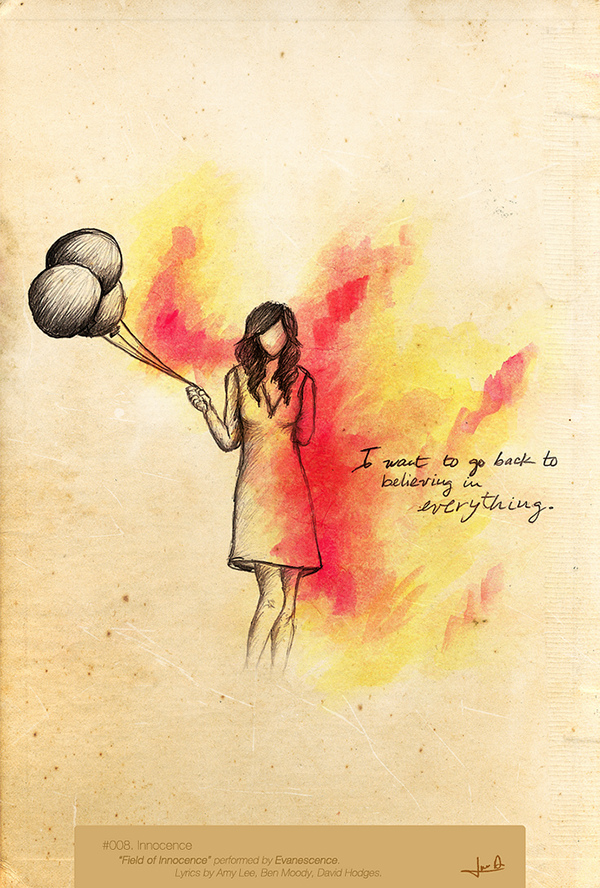 I want to go back to
believing in
everything.
#008. Innocence
"Field of Innocence" performed by Evanescence.
Lyrics by Amy Lee, Ben Moody, David Hodges.